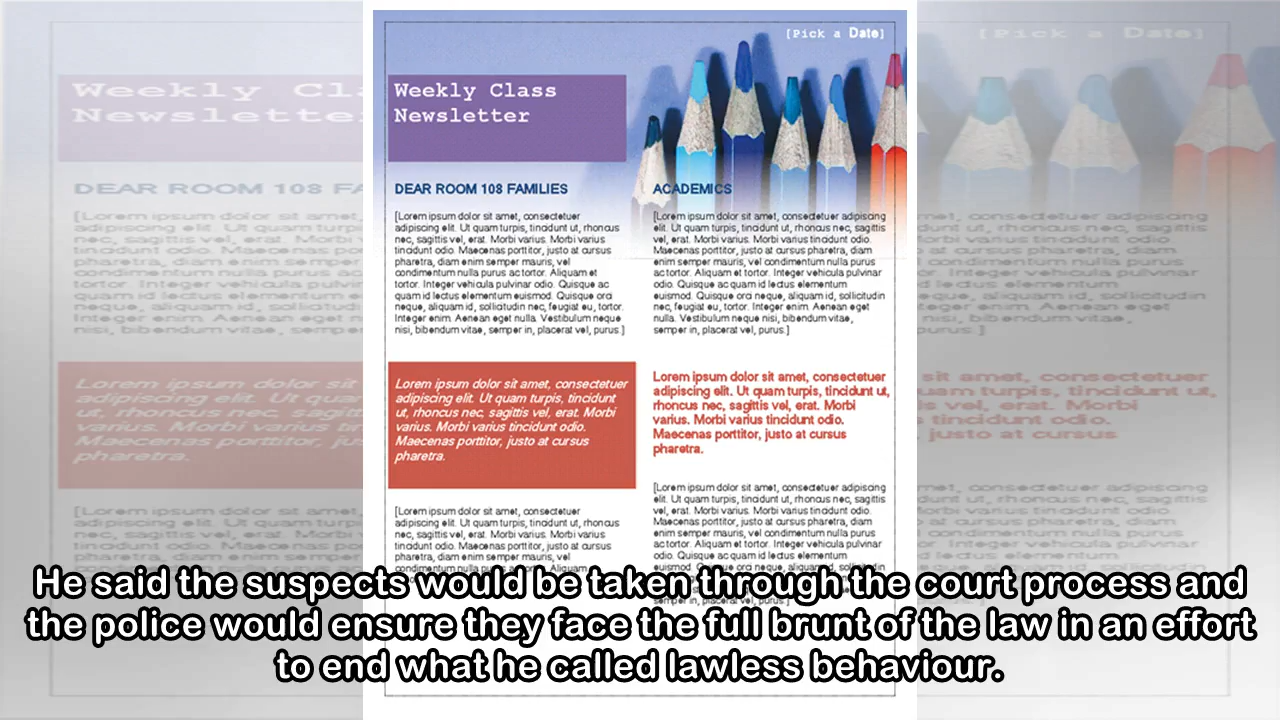 [Pick a Date]
Weekly Class
Newsletter
DEAR ROOM 108 FAMILIES
[Lorem ipsum dolor sit amet, consectetuer
adipiscing elit. Ut quam turpis, tincidunt ut, rhoncus
nec, sagittis vel, erat. Morbi varius. Morbi varius
tincidunt odio. Maecenas porttitor, justo at cursus
pharetra, diam enim semper mauris, vel
condimentum nulla purus ac tortor. Aliquam et
tortor. Integer vehicula pulvinar odio. Quisque ac
quam id lectus elementum euismod. Quisque orci
neque, aliquam id, sollicitudin nec, feugiat eu, tortor.
Integer enim. Aenean eget nulla. Vestibulum neque
nisi, bibendum vitae, semper in, placerat vel, purus.]
Lorem ipsum dolor sit amet, consectetuer
adipiscing elit. Ut quam turpis, tincidunt
ut, rhoncus nec, sagittis vel, erat. Morbi
varius. Morbi varius tincidunt odio.
Maecenas porttitor, justo at cursus
pharetra.
[Lorem ipsum dolor sit amet, consectetuer
adipiscing elit. Ut quam turpis, tincidunt ut, rhoncus
nec, sagittis vel, erat. Morbi varius. Morbi varius
tincidunt odio. Maecenas porttitor, justo at cursus
pharetra, diam enim semper mauris, vel
ACADEMICS
[Lorem ipsum dolor sit amet, consectetuer adipiscing
elit. Ut quam turpis, tincidunt ut, rhoncus nec, sagittis
vel, erat. Morbi varius. Morbi varius tincidunt odio.
Maecenas porttitor, justo at cursus pharetra, diam
enim semper mauris, vel condimentum nulla purus
ac tortor. Aliquam et tortor. Integer vehicula pulvinar
odio. Quisque ac quam id lectus elementum
euismod. Quisque orci neque, aliquam id, sollicitudin
nec, feugiat eu, tortor. Integer enim. Aenean eget
nulla. Vestibulum neque nisi, bibendum vitae,
semper in, placerat vel, purus.]
Lorem ipsum dolor sit amet, consectetuer
adipiscing elit. Ut quam turpis, tincidunt ut,
rhoncus nec, sagittis vel, erat. Morbi
varius. Morbi varius tincidunt odio.
Maecenas porttitor, justo at cursus
pharetra.
[Lorem ipsum dolor sit amet, consectetuer adipiscing
elit. Ut quam turpis, tincidunt ut, rhoncus nec, sagittis
vel, erat. Morbi varius. Morbi varius tincidunt odio.
Maecenas porttitor, justo at cursus pharetra, diam
enim semper mauris, vel condimentum nulla purus
ac tortor. Aliquam et tortor. Integer vehicula pulvinar
odio. Quisque ac quam id lectus elementum
semper in, placerat vel, purus.]
He said the suspects would be taken through the court process and
the police would ensure they face the full brunt of the law in an effort
to end what he called lawless behaviour.